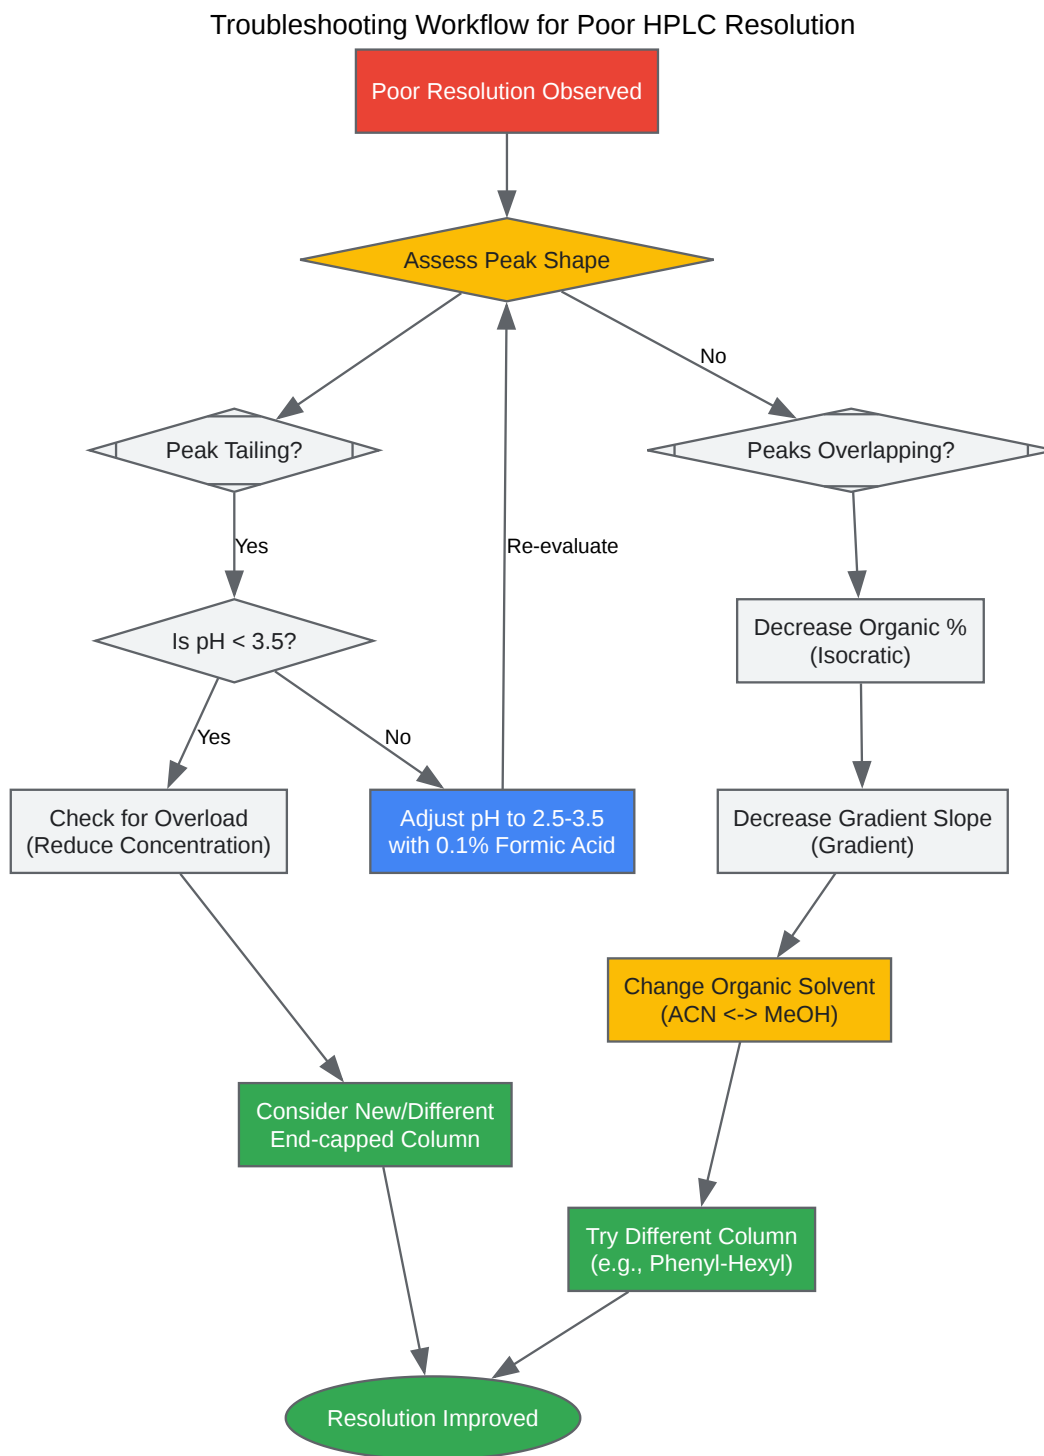 Troubleshooting Workflow for Poor HPLC Resolution
Poor Resolution Observed
Assess Peak Shape
No
Peak Tailing?
Peaks Overlapping?
Yes
Re-evaluate
Is pH < 3.5?
Decrease Organic %
(Isocratic)
Yes
No
Check for Overload
(Reduce Concentration)
Adjust pH to 2.5-3.5
with 0.1% Formic Acid
Decrease Gradient Slope
(Gradient)
Change Organic Solvent
(ACN <-> MeOH)
Consider New/Different
End-capped Column
Try Different Column
(e.g., Phenyl-Hexyl)
Resolution Improved